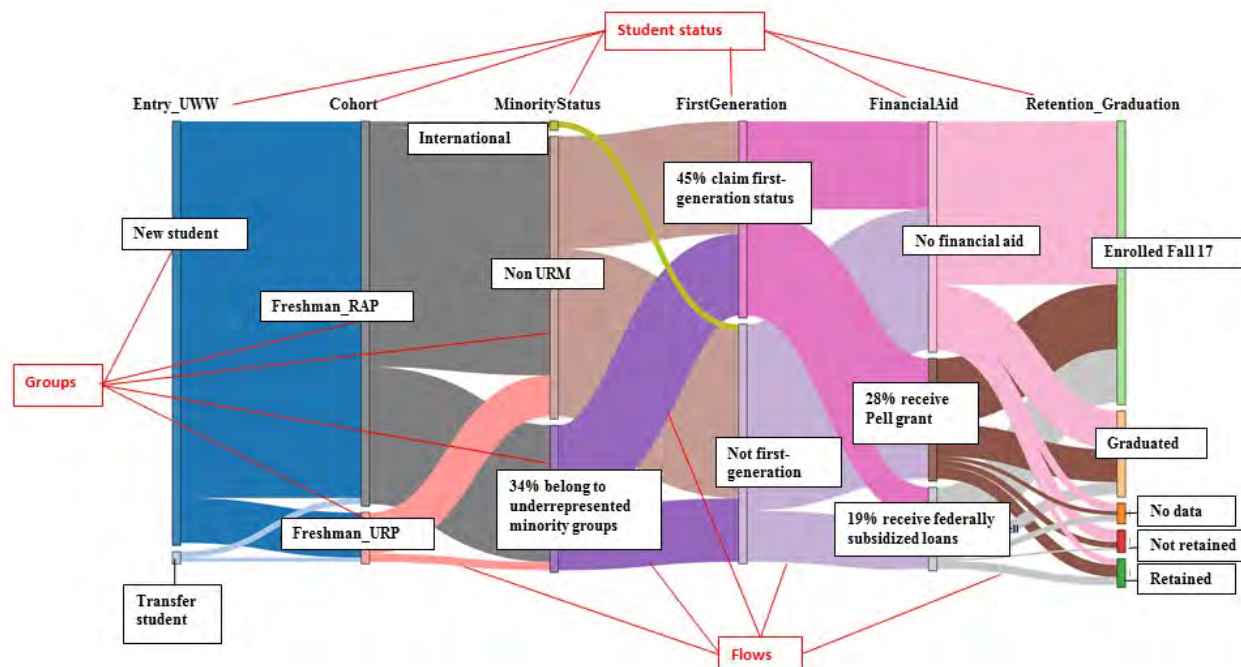 Student status
Entry_UWW
Cohort
MinorityStatus
FirstGeneration
FinancialAid
Retention_Graduation
International
45% claim first-
generation status
New student
No financial aid
Enrolled Fall 17
Non URM
Freshman_RAP
Groups
28% receive
Pell grant
Graduated
Not first-
generation
34% belong to
underrepresented
minority groups
19% receive federally
subsidized loans
ell
No data
Freshman_URP
Not retained
Retained
Transfer
student
Flows